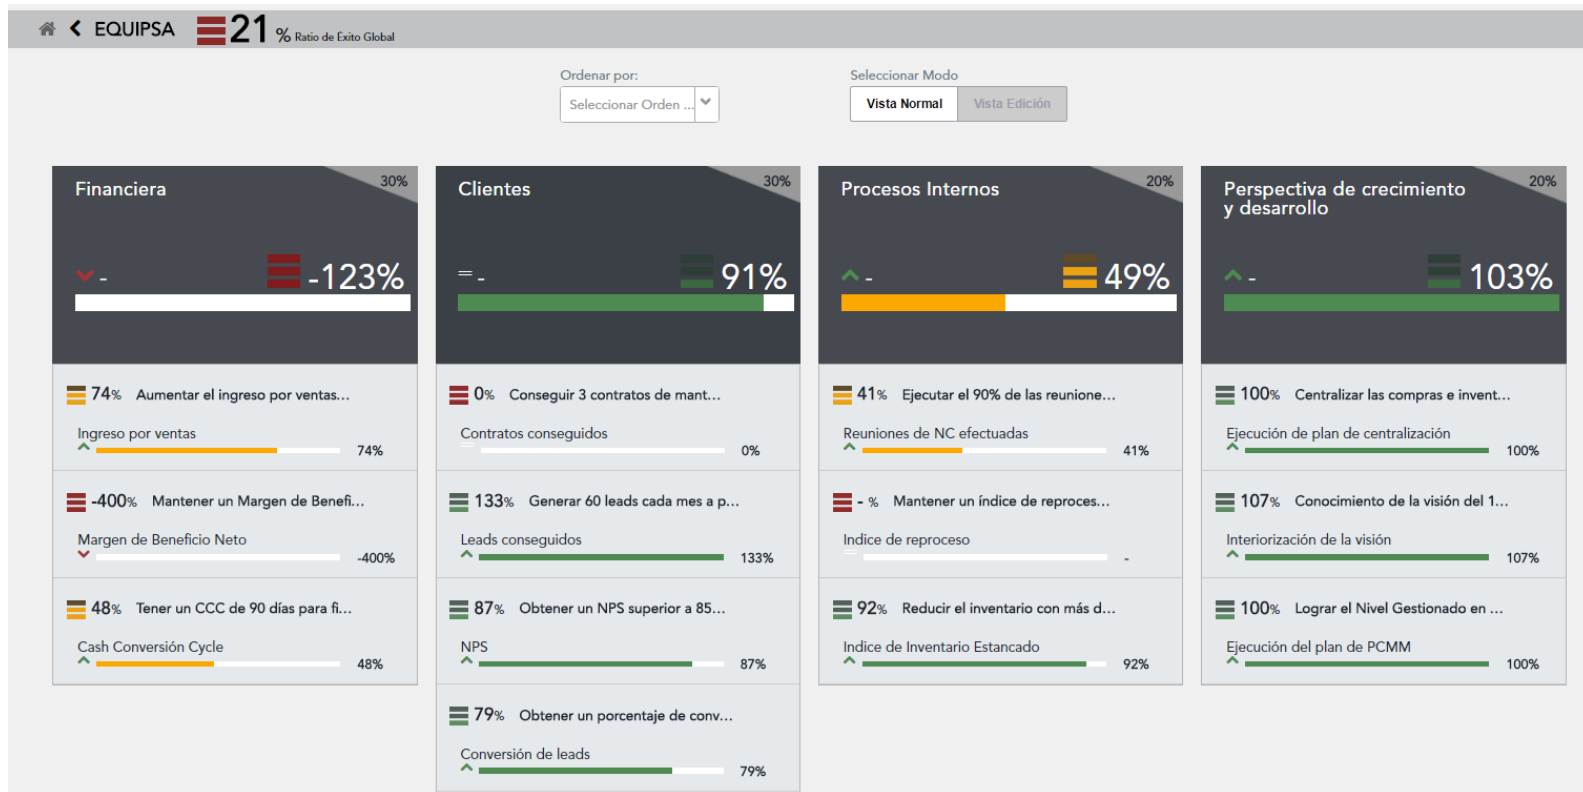 EQUIPSA 21 % Ratio de Éxito Global
Ordenar por:
Seleccionar Orden ...
Seleccionar Modo
Vista Normal Vista Edición
Financiera 30%
- -123%
74% Aumentar el ingreso por ventas...
Ingreso por ventas
74%
-400% Mantener un Margen de Benefi...
Margen de Beneficio Neto
-400%
48% Tener un CCC de 90 días para fi...
Cash Conversión Cycle
48%
Clientes 30%
= - 91%
0% Conseguir 3 contratos de mant...
Contratos conseguidos
0%
133% Generar 60 leads cada mes a p...
Leads conseguidos
133%
87% Obtener un NPS superior a 85...
NPS
87%
79% Obtener un porcentaje de conv...
Conversión de leads
79%
Procesos Internos 20%
- 49%
41% Ejecutar el 90% de las reunione...
Reuniones de NC efectuadas
41%
- % Mantener un índice de reproces...
Indice de reproceso
-
92% Reducir el inventario con más d...
Indice de Inventario Estancado
92%
Perspectiva de crecimiento 20%
y desarrollo
- 103%
100% Centralizar las compras e invent...
Ejecución de plan de centralización
100%
107% Conocimiento de la visión del 1...
Interiorización de la visión
107%
100% Lograr el Nivel Gestionado en ...
Ejecución del plan de PCMM
100%